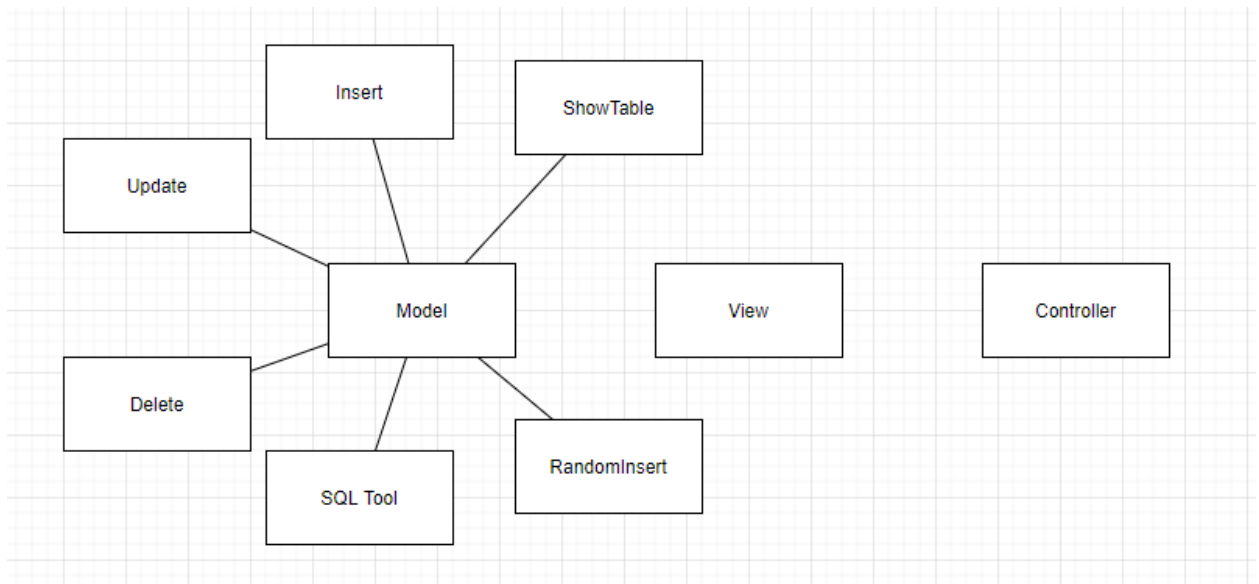 Insert
ShowTable
Update
Model
View
Controller
Delete
RandomInsert
SQL Tool